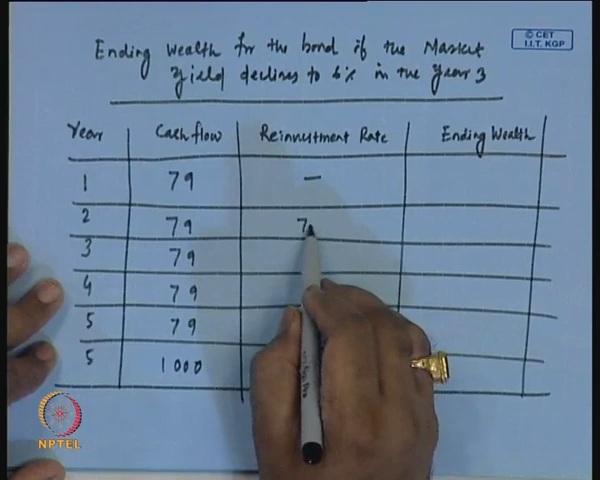 Ending Wealth for the bond if the Market
Yield declines to 6% in the Year 3
© CET
I.I.T. KGP
Year Cash flow Reinvestment Rate Ending Wealth
1 79 —
2 79 7
3 79
4 79
5 79
5 1000
NPTEL